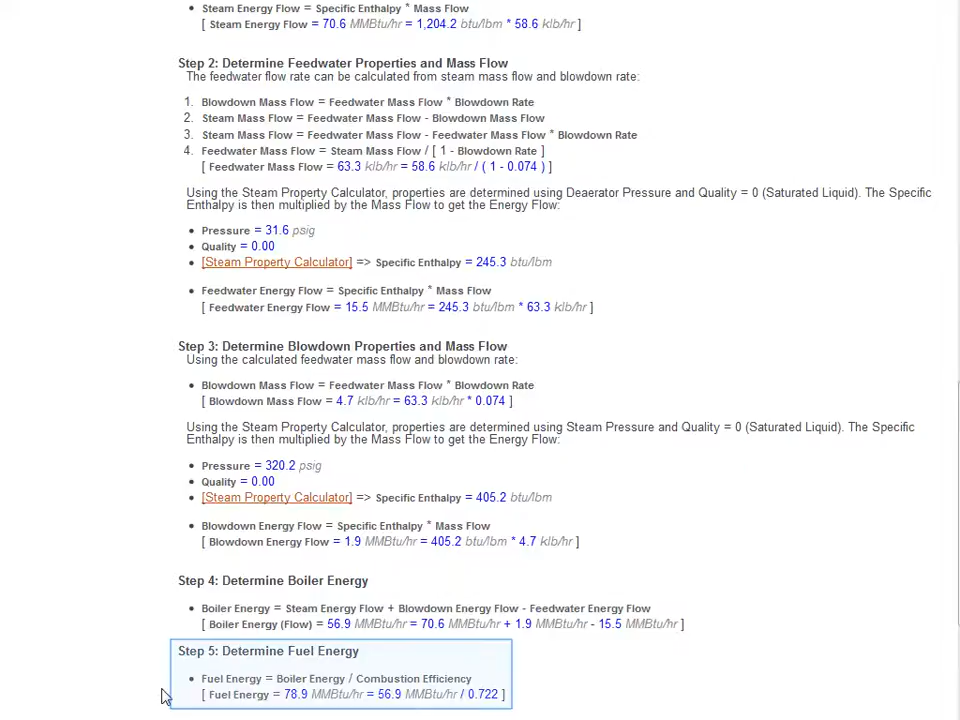 • Steam Energy Flow = Specific Enthalpy * Mass Flow
[ Steam Energy Flow = 70.6 MMBtu/hr = 1,204.2 btu/lbm * 58.6 klb/hr ]
Step 2: Determine Feedwater Properties and Mass Flow
The feedwater flow rate can be calculated from steam mass flow and blowdown rate:
1. Blowdown Mass Flow = Feedwater Mass Flow * Blowdown Rate
2. Steam Mass Flow = Feedwater Mass Flow - Blowdown Mass Flow
3. Steam Mass Flow = Feedwater Mass Flow - Feedwater Mass Flow * Blowdown Rate
4. Feedwater Mass Flow = Steam Mass Flow / [ 1 - Blowdown Rate ]
[ Feedwater Mass Flow = 63.3 klb/hr = 58.6 klb/hr / ( 1 - 0.074 ) ]
Using the Steam Property Calculator, properties are determined using Deaerator Pressure and Quality = 0 (Saturated Liquid). The Specific
Enthalpy is then multiplied by the Mass Flow to get the Energy Flow:
• Pressure = 31.6 psig
• Quality = 0.00
• [Steam Property Calculator] => Specific Enthalpy = 245.3 btu/lbm
• Feedwater Energy Flow = Specific Enthalpy * Mass Flow
[ Feedwater Energy Flow = 15.5 MMBtu/hr = 245.3 btu/lbm * 63.3 klb/hr ]
Step 3: Determine Blowdown Properties and Mass Flow
Using the calculated feedwater mass flow and blowdown rate:
• Blowdown Mass Flow = Feedwater Mass Flow * Blowdown Rate
[ Blowdown Mass Flow = 4.7 klb/hr = 63.3 klb/hr * 0.074 ]
Using the Steam Property Calculator, properties are determined using Steam Pressure and Quality = 0 (Saturated Liquid). The Specific
Enthalpy is then multiplied by the Mass Flow to get the Energy Flow:
• Pressure = 320.2 psig
• Quality = 0.00
• [Steam Property Calculator] => Specific Enthalpy = 405.2 btu/lbm
• Blowdown Energy Flow = Specific Enthalpy * Mass Flow
[ Blowdown Energy Flow = 1.9 MMBtu/hr = 405.2 btu/lbm * 4.7 klb/hr ]
Step 4: Determine Boiler Energy
• Boiler Energy = Steam Energy Flow + Blowdown Energy Flow - Feedwater Energy Flow
[ Boiler Energy (Flow) = 56.9 MMBtu/hr = 70.6 MMBtu/hr + 1.9 MMBtu/hr - 15.5 MMBtu/hr ]
Step 5: Determine Fuel Energy
• Fuel Energy = Boiler Energy / Combustion Efficiency
[ Fuel Energy = 78.9 MMBtu/hr = 56.9 MMBtu/hr / 0.722 ]